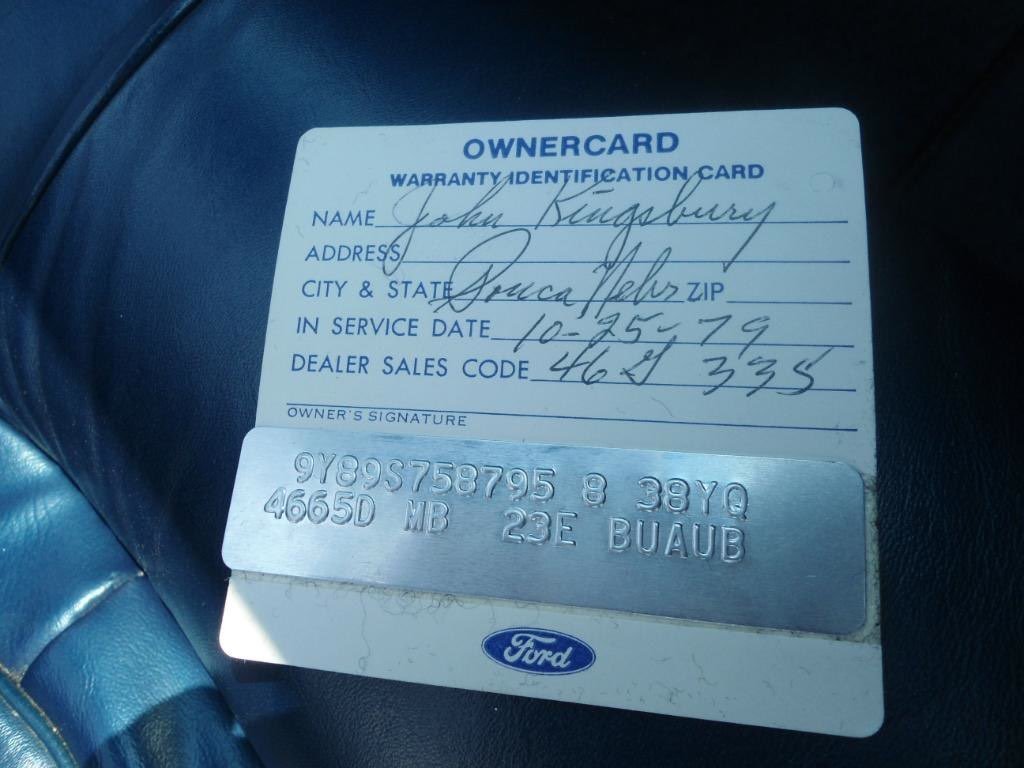 OWNERCARD
WARRANTY IDENTIFICATION CARD
NAME John Kingsbury
ADDRESS
CITY & STATE Ponca Nebr ZIP
IN SERVICE DATE 10-25-79
DEALER SALES CODE 46G 335
OWNER'S SIGNATURE
9Y89S758795 8 38YQ
4665D MB 23E BUAUB
Ford